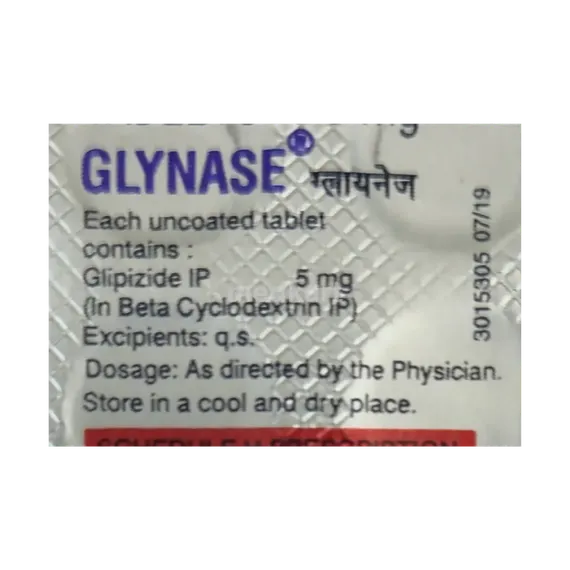 GLYNASE® ग्लायनेज
Each uncoated tablet
contains :
Glipizide IP 5 mg
(In Beta Cyclodextrin IP)
Excipients: q.s.
Dosage: As directed by the Physician.
Store in a cool and dry place.
3015305 07/19